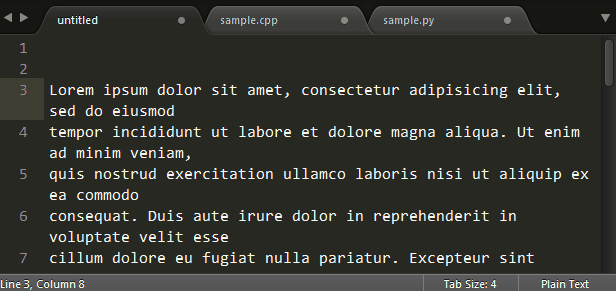 untitled sample.cpp sample.py
1
2
3 Lorem ipsum dolor sit amet, consectetur adipisicing elit,
sed do eiusmod
4 tempor incididunt ut labore et dolore magna aliqua. Ut enim
ad minim veniam,
5 quis nostrud exercitation ullamco laboris nisi ut aliquip ex
ea commodo
6 consequat. Duis aute irure dolor in reprehenderit in
voluptate velit esse
7 cillum dolore eu fugiat nulla pariatur. Excepteur sint
Line 3, Column 8 Tab Size: 4 Plain Text